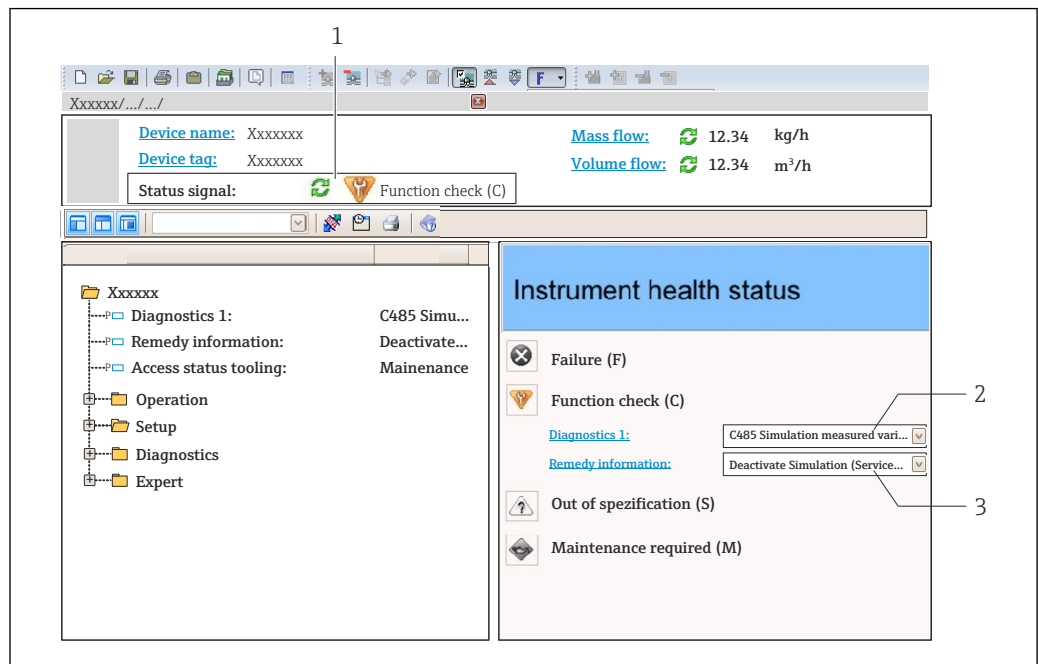 1
F
Xxxxxx/.../.../
Device name: Xxxxxxx
Mass flow: 12.34 kg/h
Device tag: Xxxxxxx
Volume flow: 12.34 m³/h
Status signal: Function check (C)
Xxxxxx
Diagnostics 1: C485 Simu...
Remedy information: Deactivate...
Access status tooling: Mainenance
Operation
Setup
Diagnostics
Expert
Instrument health status
Failure (F)
Function check (C)
Diagnostics 1: C485 Simulation measured vari...
2
Remedy information: Deactivate Simulation (Service...
Out of spezification (S)
3
Maintenance required (M)